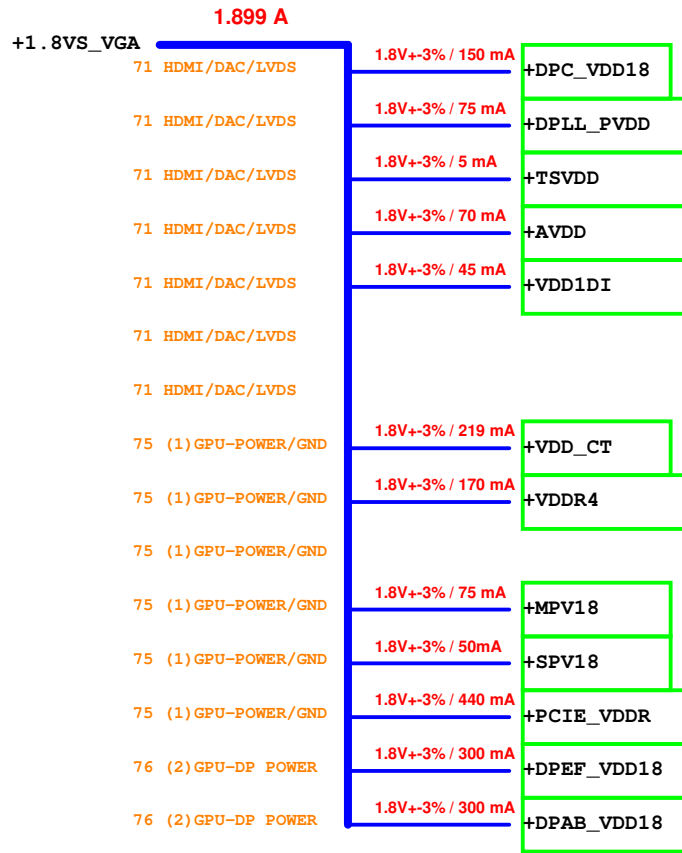 1.899 A
+1.8VS_VGA
71 HDMI/DAC/LVDS 1.8V+-3% / 150 mA +DPC_VDD18
71 HDMI/DAC/LVDS 1.8V+-3% / 75 mA +DPLL_PVDD
71 HDMI/DAC/LVDS 1.8V+-3% / 5 mA +TSVDD
71 HDMI/DAC/LVDS 1.8V+-3% / 70 mA +AVDD
71 HDMI/DAC/LVDS 1.8V+-3% / 45 mA +VDD1DI
71 HDMI/DAC/LVDS
71 HDMI/DAC/LVDS
75 (1)GPU-POWER/GND 1.8V+-3% / 219 mA +VDD_CT
75 (1)GPU-POWER/GND 1.8V+-3% / 170 mA +VDDR4
75 (1)GPU-POWER/GND
75 (1)GPU-POWER/GND 1.8V+-3% / 75 mA +MPV18
75 (1)GPU-POWER/GND 1.8V+-3% / 50mA +SPV18
75 (1)GPU-POWER/GND 1.8V+-3% / 440 mA +PCIE_VDDR
76 (2)GPU-DP POWER 1.8V+-3% / 300 mA +DPEF_VDD18
76 (2)GPU-DP POWER 1.8V+-3% / 300 mA +DPAB_VDD18